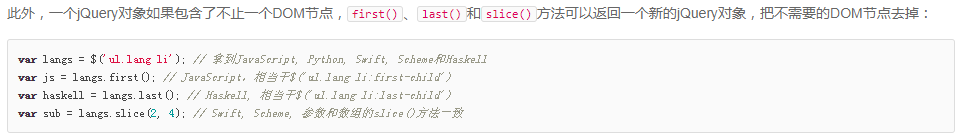 此外，一个jQuery对象如果包含了不止一个DOM节点，first()、last()和slice()方法可以返回一个新的jQuery对象，把不需要的DOM节点去掉：
var langs = $('ul.lang li'); // 拿到JavaScript, Python, Swift, Scheme和Haskell
var js = langs.first(); // JavaScript，相当于$('ul.lang li:first-child')
var haskell = langs.last(); // Haskell, 相当于$('ul.lang li:last-child')
var sub = langs.slice(2, 4); // Swift, Scheme, 参数和数组的slice()方法一致